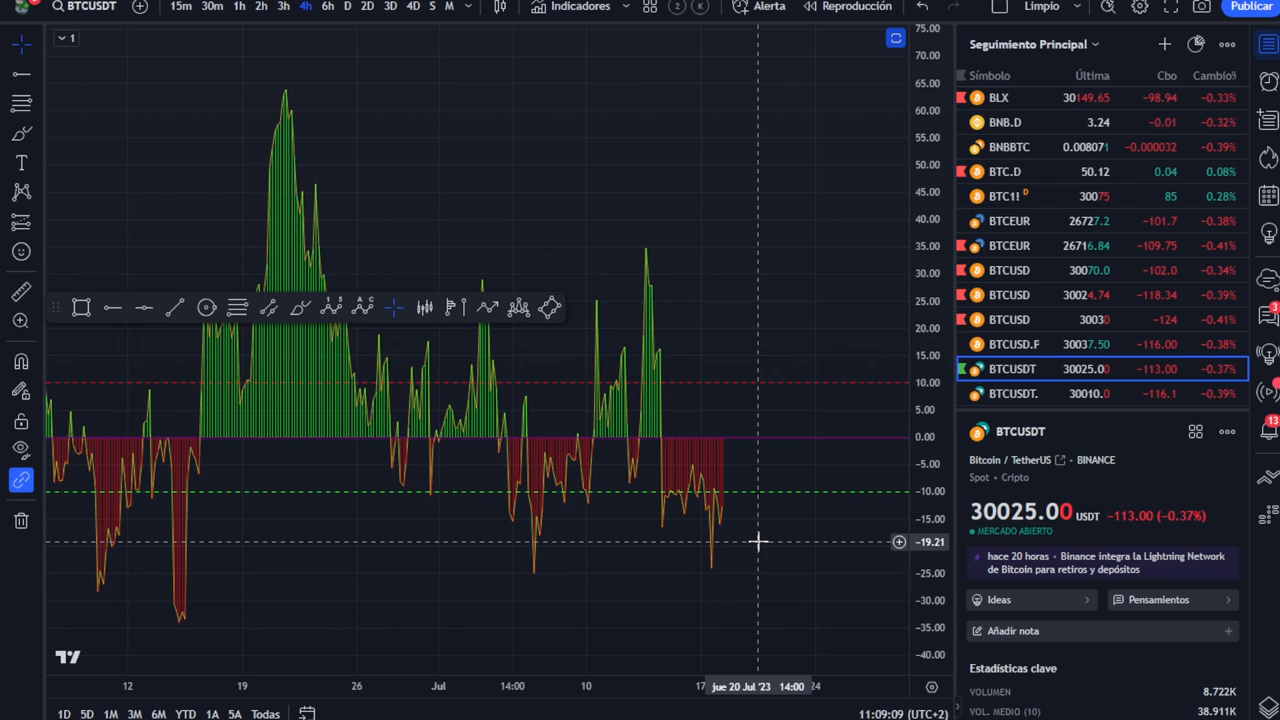 BTCUSDT 15m 30m 1h 2h 3h 4h 6h D 2D 3D 4D S M Indicadores 2 K Alerta Reproducción Limpio Publicar
1
75.00
70.00
65.00
60.00
55.00
50.00
45.00
40.00
35.00
30.00
25.00
20.00
15.00
10.00
5.00
0.00
−5.00
−10.00
−15.00
−19.21
−25.00
−30.00
−35.00
−40.00
12 19 26 Jul 14:00 10 17 jue 20 Jul '23 14:00 24
1D 5D 1M 3M 6M YTD 1A 5A Todas 11:09:09 (UTC+2)
Seguimiento Principal
Símbolo Última Cbo Cambio%
BLX 30149.65 −98.94 −0.33%
BNB.D 3.24 −0.01 −0.32%
BNBBTC 0.008071 −0.000032 −0.39%
BTC.D 50.12 0.04 0.08%
BTC1! D 30075 85 0.28%
BTCEUR 26727.2 −101.7 −0.38%
BTCEUR 26716.84 −109.75 −0.41%
BTCUSD 30070.0 −102.0 −0.34%
BTCUSD 30024.74 −118.34 −0.39%
BTCUSD 30030 −124 −0.41%
BTCUSD.P 30037.50 −116.00 −0.38%
BTCUSDT 30025.00 −113.00 −0.37%
BTCUSDT. 30010.0 −116.1 −0.39%
BTCUSDT
Bitcoin / TetherUS • BINANCE
Spot • Cripto
30025.00 USDT −113.00 (−0.37%)
MERCADO ABIERTO
hace 20 horas • Binance integra la Lightning Network
de Bitcoin para retiros y depósitos
Ideas Pensamientos
Añadir nota
Estadísticas clave
VOLUMEN 8.722K
VOL. MEDIO (10) 38.911K
3
13